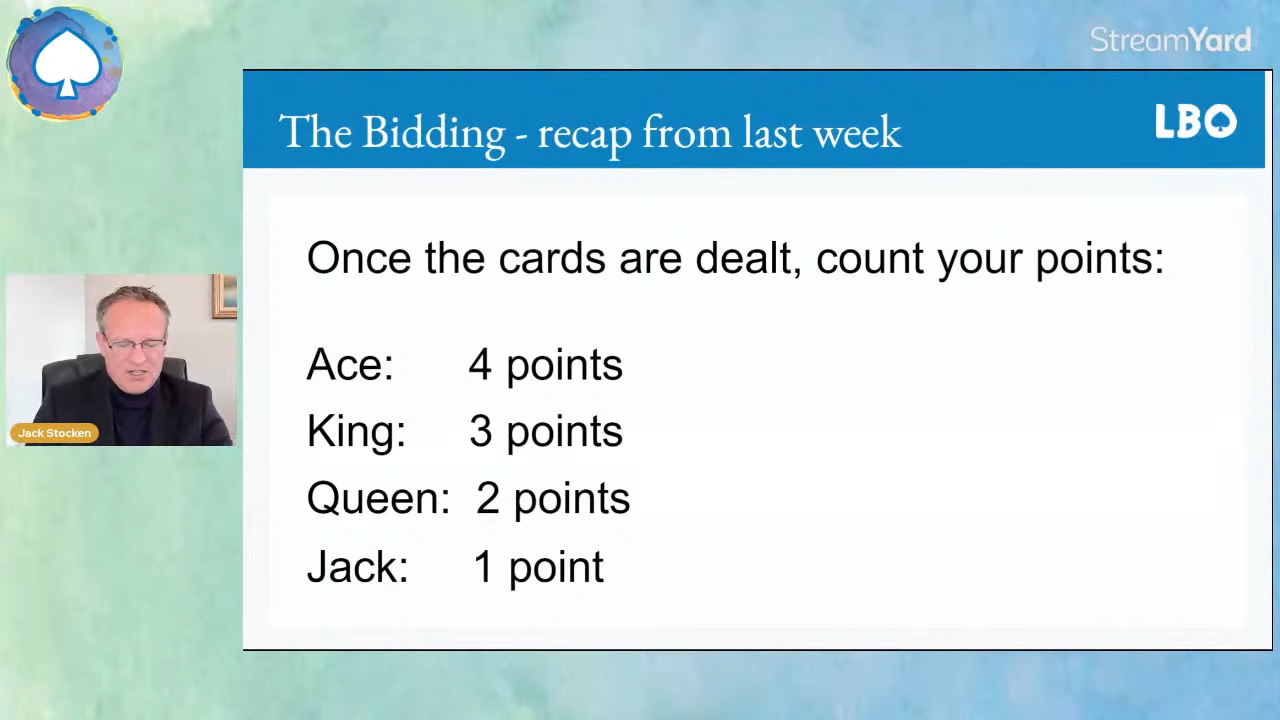 StreamYard
The Bidding - recap from last week
LBO
Once the cards are dealt, count your points:
Ace: 4 points
King: 3 points
Queen: 2 points
Jack: 1 point
Jack Stocken